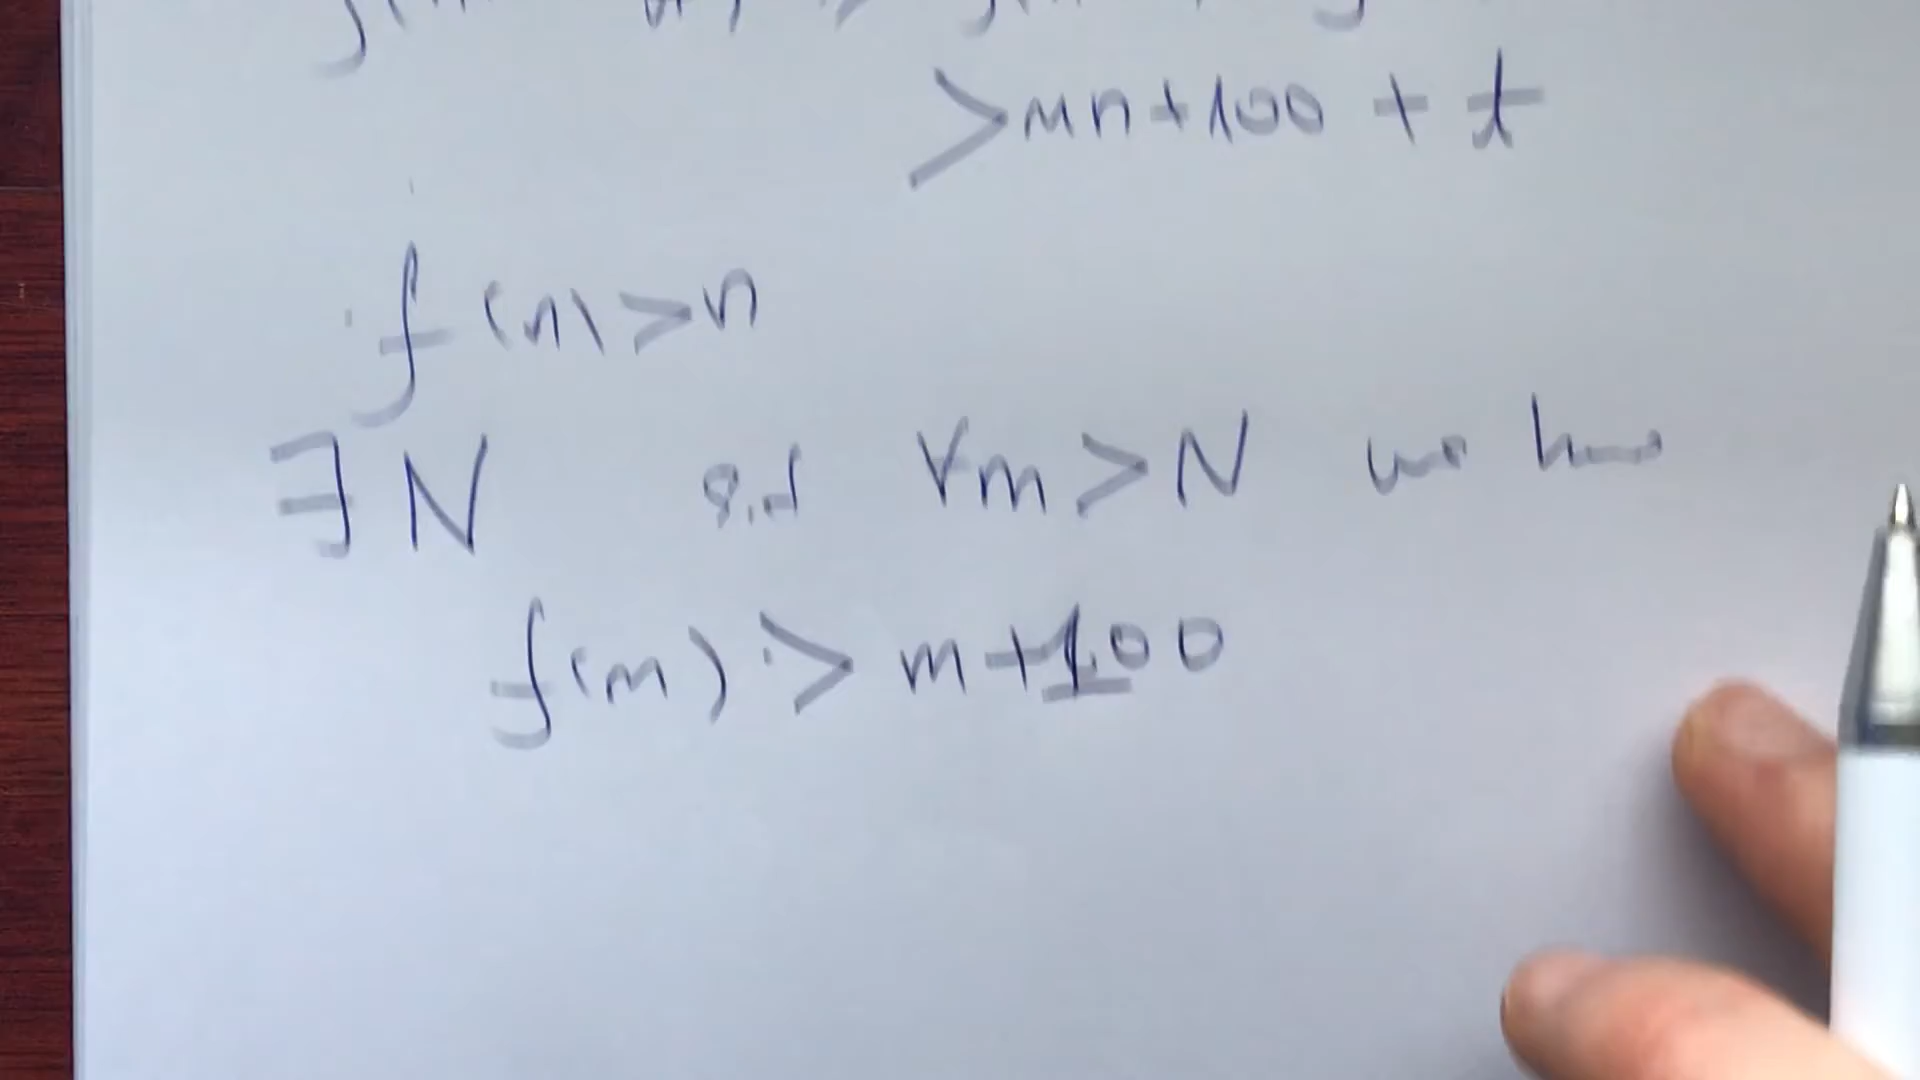 >Mn+100 + t
f(n)>n
∃N s.t ∀m>N we have
f(m) > m+100